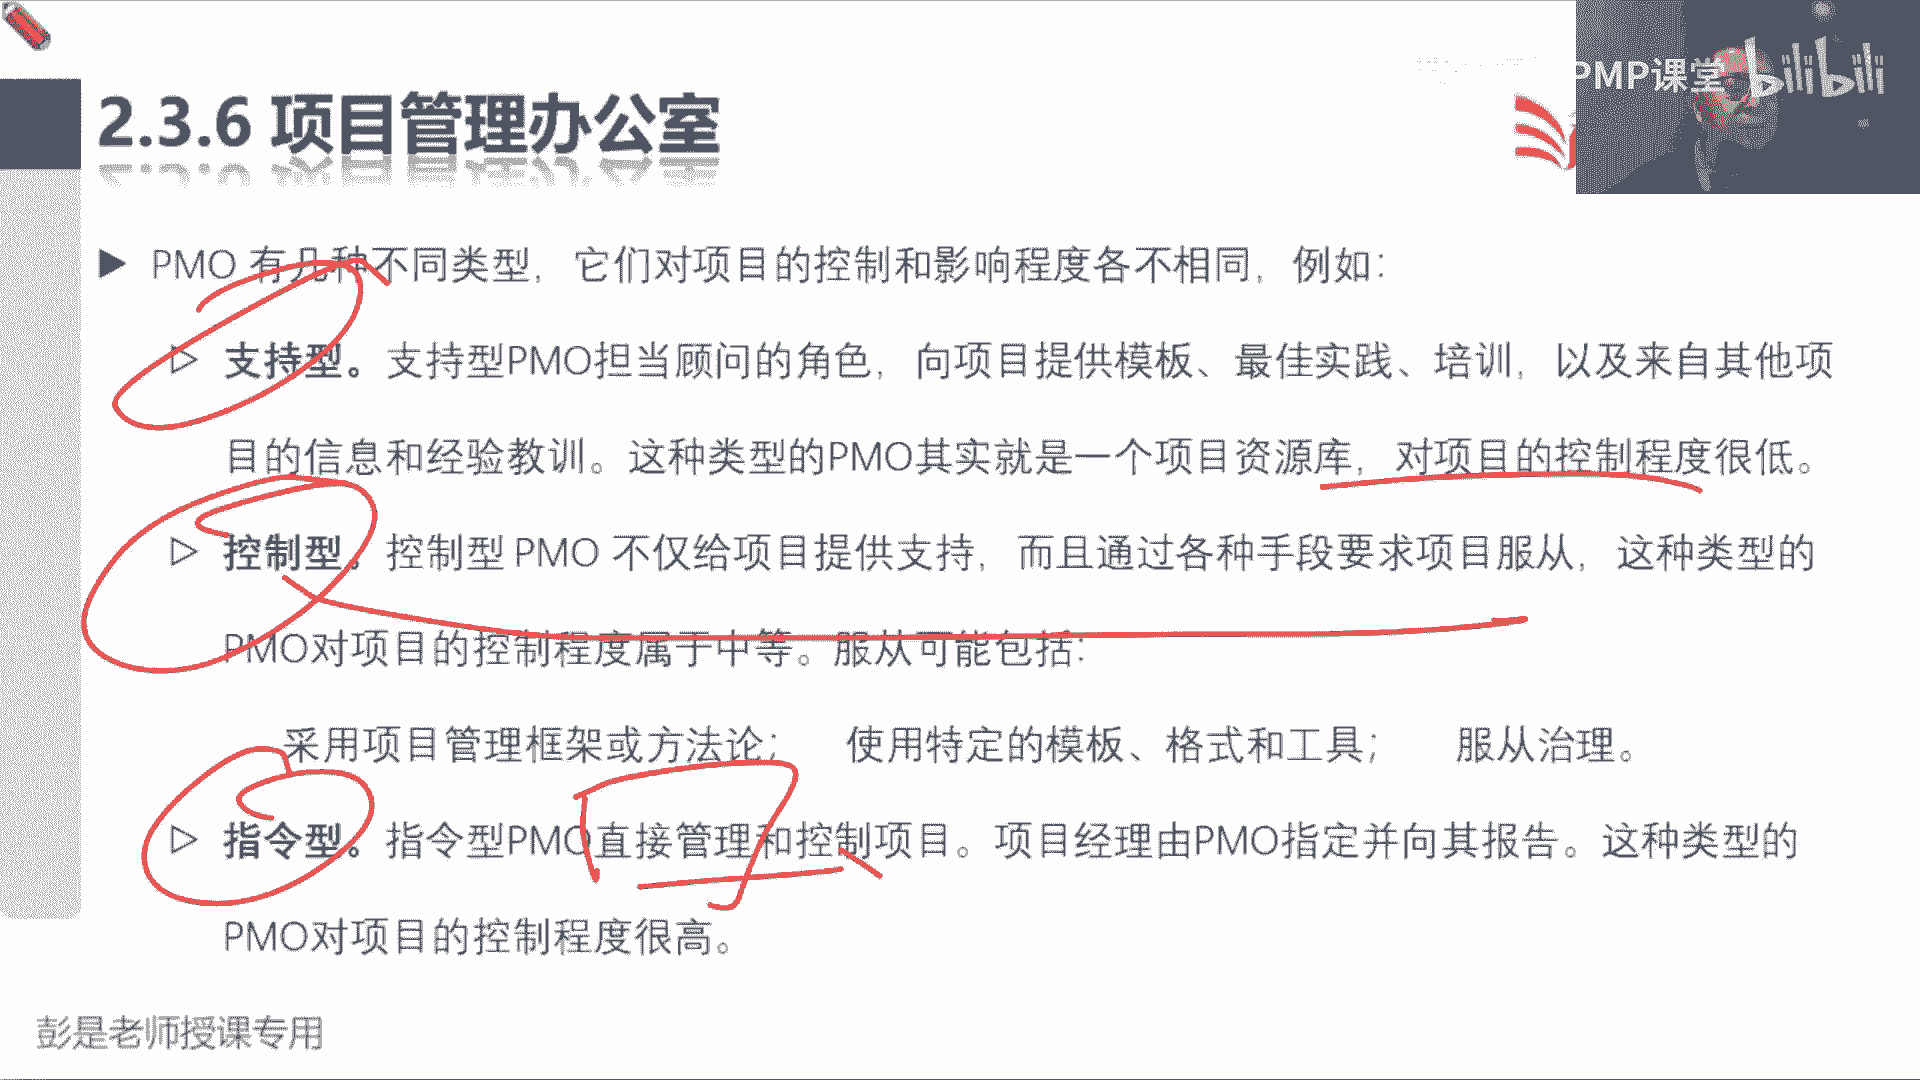 PMP课堂 bilibili
2.3.6 项目管理办公室
PMO 有几种不同类型，它们对项目的控制和影响程度各不相同，例如：
支持型。支持型PMO担当顾问的角色，向项目提供模板、最佳实践、培训，以及来自其他项
目的信息和经验教训。这种类型的PMO其实就是一个项目资源库，对项目的控制程度很低。
控制型。控制型 PMO 不仅给项目提供支持，而且通过各种手段要求项目服从，这种类型的
PMO对项目的控制程度属于中等。服从可能包括：
采用项目管理框架或方法论； 使用特定的模板、格式和工具； 服从治理。
指令型。指令型PMO直接管理和控制项目。项目经理由PMO指定并向其报告。这种类型的
PMO对项目的控制程度很高。
彭是老师授课专用